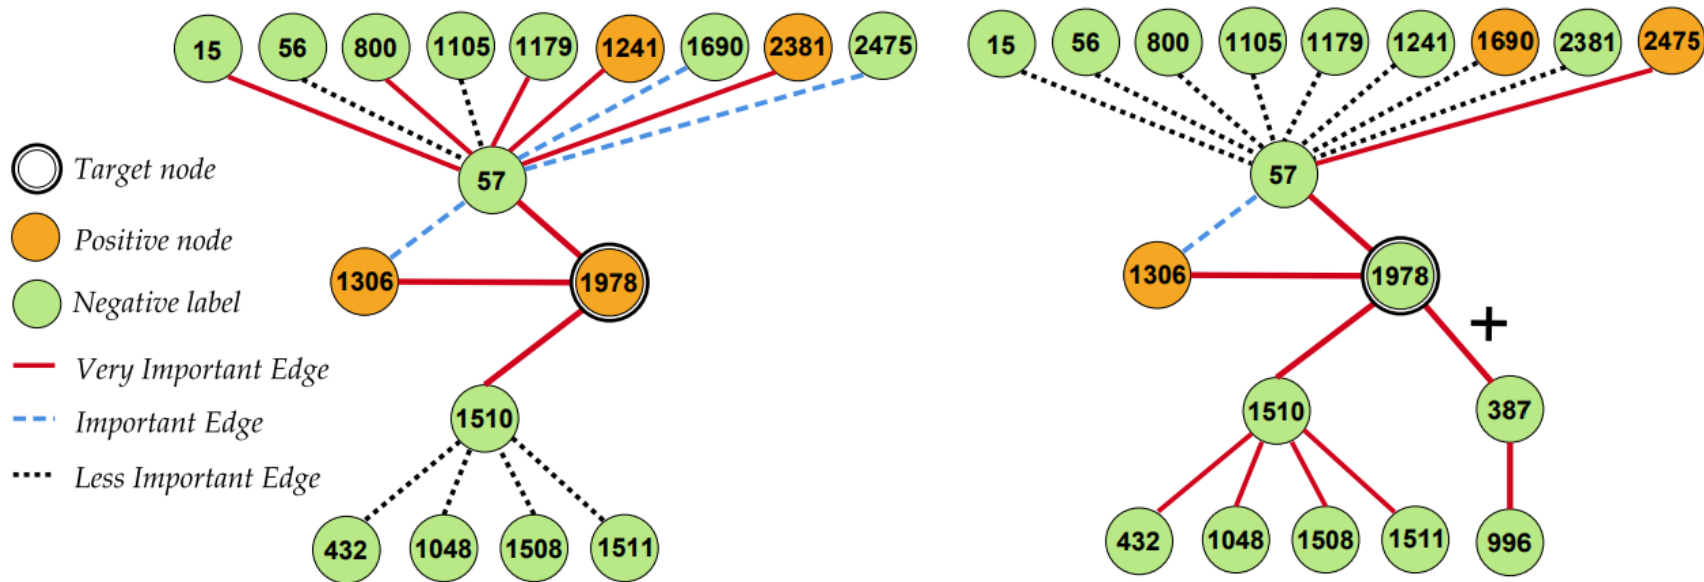 15 56 800 1105 1179 1241 1690 2381 2475
57
1306 1978
1510
432 1048 1508 1511
Target node
Positive node
Negative label
Very Important Edge
Important Edge
Less Important Edge
15 56 800 1105 1179 1241 1690 2381 2475
57
1306 1978
+
1510 387
432 1048 1508 1511 996